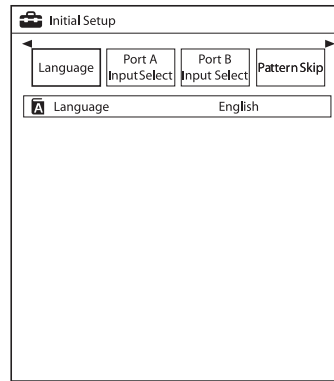 Initial Setup
Language
Port A
Input Select
Port B
Input Select
Pattern Skip
A Language English